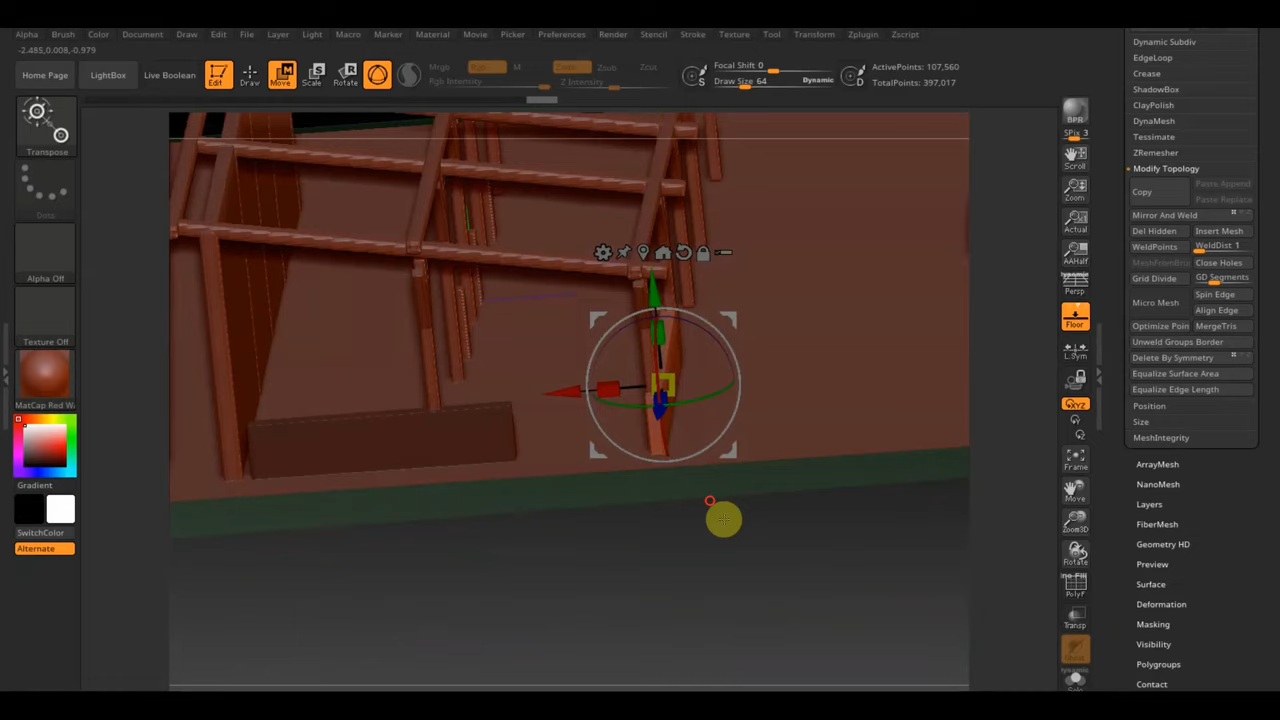 Alpha Brush Color Document Draw Edit File Layer Light Macro Marker Material Movie Picker Preferences Render Stencil Stroke Texture Tool Transform Zplugin Zscript
-2.485,0.008,-0.979
Home Page LightBox Live Boolean Edit Draw Move Scale Rotate
Mrgb Rgb M Zsub Zcut
Rgb Intensity Z Intensity
Focal Shift 0
Draw Size 64 Dynamic
S D
ActivePoints: 107,560
TotalPoints: 397,017
Transpose
Dots
Alpha Off
Texture Off
MatCap Red W
Gradient
SwitchColor
Alternate
BPR
SPix 3
Scroll
Zoom
Actual
AAHalf
Persp
Floor
L.Sym
XYZ
Y
Z
Frame
Move
Zoom3D
Rotate
PolyF
Transp
Ghost
Solo
Dynamic Subdiv
EdgeLoop
Crease
ShadowBox
ClayPolish
DynaMesh
Tessimate
ZRemesher
Modify Topology
Copy Paste Append
Paste Replace
Mirror And Weld
Del Hidden Insert Mesh
WeldPoints WeldDist 1
MeshFromBru Close Holes
Grid Divide GD Segments
Micro Mesh Spin Edge
Align Edge
Optimize Poin MergeTris
Unweld Groups Border
Delete By Symmetry
Equalize Surface Area
Equalize Edge Length
Position
Size
MeshIntegrity
ArrayMesh
NanoMesh
Layers
FiberMesh
Geometry HD
Preview
Surface
Deformation
Masking
Visibility
Polygroups
Contact